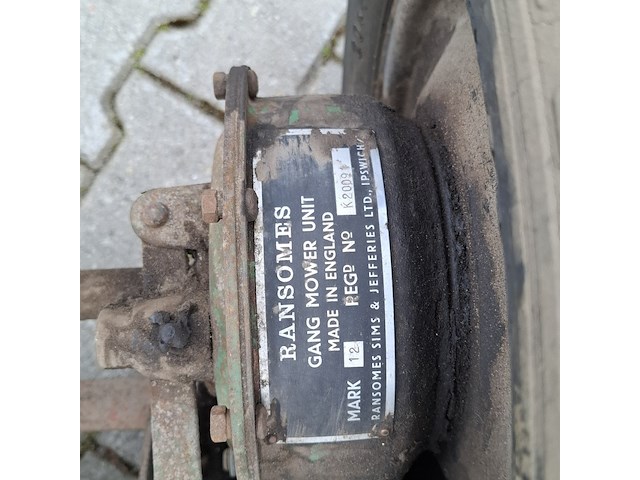 RANSOMES
GANG MOWER UNIT
MADE IN ENGLAND
REGD No
MARK 12
RANSOMES SIMS & JEFFERIES LTD., IPSWICH